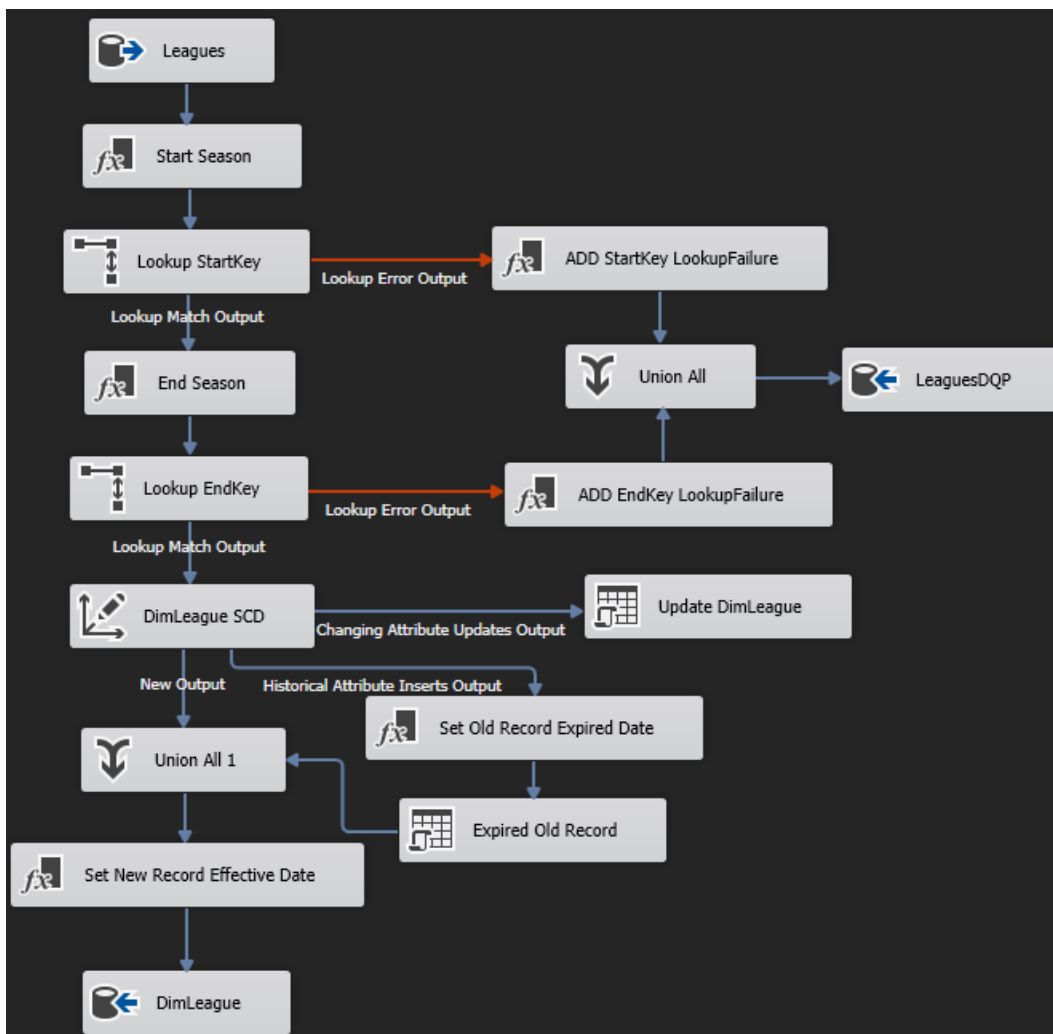 Leagues
Start Season
Lookup StartKey
Lookup Error Output
ADD StartKey LookupFailure
Lookup Match Output
End Season
Union All
LeaguesDQP
Lookup EndKey
Lookup Error Output
ADD EndKey LookupFailure
Lookup Match Output
DimLeague SCD
Changing Attribute Updates Output
Update DimLeague
New Output
Historical Attribute Inserts Output
Set Old Record Expired Date
Union All 1
Expired Old Record
Set New Record Effective Date
DimLeague